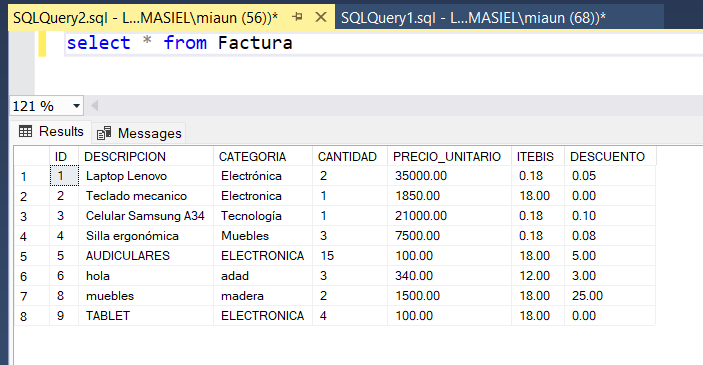 SQLQuery2.sql - L...MASIEL\miaun (56))* SQLQuery1.sql - L...MASIEL\miaun (68))*
select * from Factura
121 %
Results Messages
ID DESCRIPCION CATEGORIA CANTIDAD PRECIO_UNITARIO ITEBIS DESCUENTO
1 1 Laptop Lenovo Electrónica 2 35000.00 0.18 0.05
2 2 Teclado mecanico Electronica 1 1850.00 18.00 0.00
3 3 Celular Samsung A34 Tecnología 1 21000.00 0.18 0.10
4 4 Silla ergonómica Muebles 3 7500.00 0.18 0.08
5 5 AUDICULARES ELECTRONICA 15 100.00 18.00 5.00
6 6 hola adad 3 340.00 12.00 3.00
7 8 muebles madera 2 1500.00 18.00 25.00
8 9 TABLET ELECTRONICA 4 100.00 18.00 0.00